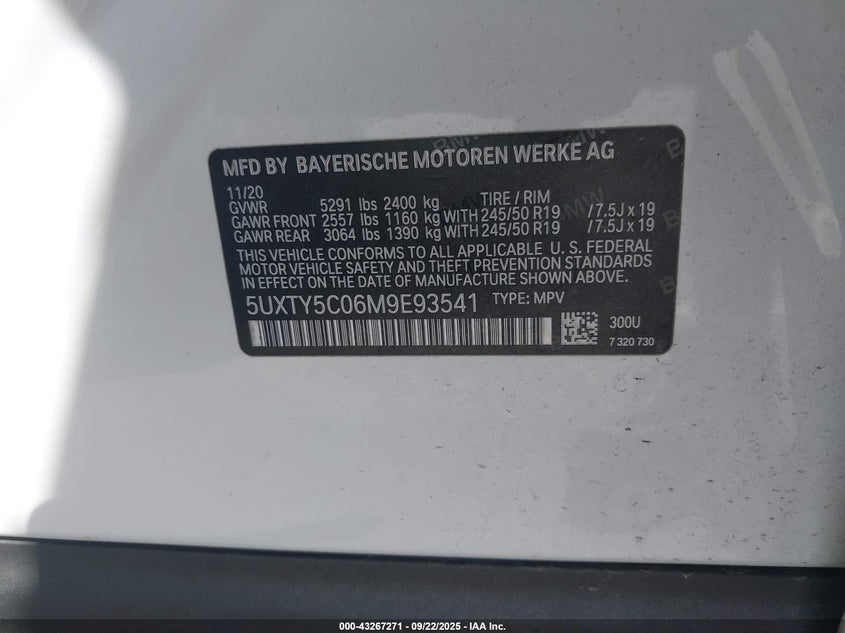 MFD BY BAYERISCHE MOTOREN WERKE AG
11/20
GVWR 5291 lbs 2400 kg TIRE / RIM
GAWR FRONT 2557 lbs 1160 kg WITH 245/50 R19 /7.5J x 19
GAWR REAR 3064 lbs 1390 kg WITH 245/50 R19 /7.5J x 19
THIS VEHICLE CONFORMS TO ALL APPLICABLE U. S. FEDERAL
MOTOR VEHICLE SAFETY AND THEFT PREVENTION STANDARDS
IN EFFECT ON THE DATE OF MANUFACTURE SHOWN ABOVE.
5UXTY5C06M9E93541 TYPE: MPV
300U
7 320 730
000-43267271 - 09/22/2025 - IAA Inc.